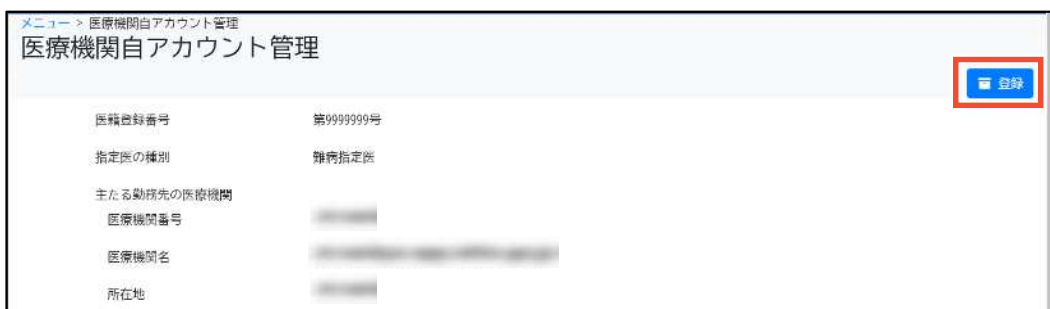 メニュー > 医療機関自アカウント管理
医療機関自アカウント管理
登録
医籍登録番号 第9999999号
指定医の種別 難病指定医
主たる勤務先の医療機関
医療機関番号
医療機関名
所在地